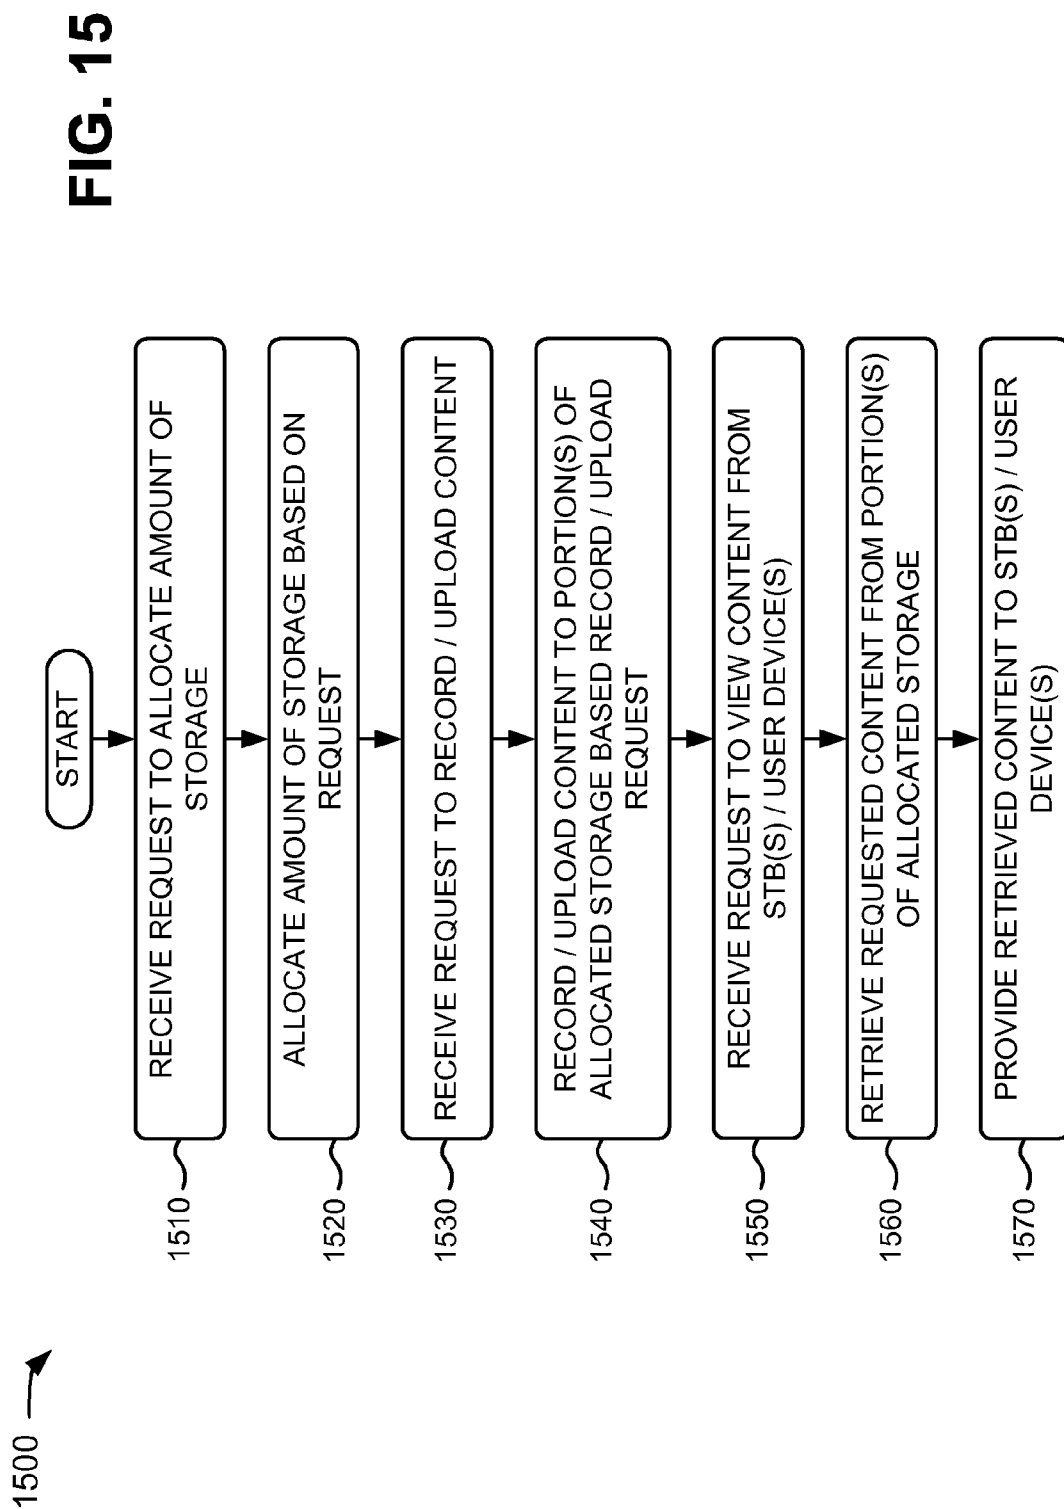 1500
START
1510
RECEIVE REQUEST TO ALLOCATE AMOUNT OF
STORAGE
1520
ALLOCATE AMOUNT OF STORAGE BASED ON
REQUEST
1530
RECEIVE REQUEST TO RECORD / UPLOAD CONTENT
1540
RECORD / UPLOAD CONTENT TO PORTION(S) OF
ALLOCATED STORAGE BASED RECORD / UPLOAD
REQUEST
1550
RECEIVE REQUEST TO VIEW CONTENT FROM
STB(S) / USER DEVICE(S)
1560
RETRIEVE REQUESTED CONTENT FROM PORTION(S)
OF ALLOCATED STORAGE
1570
PROVIDE RETRIEVED CONTENT TO STB(S) / USER
DEVICE(S)
FIG. 15